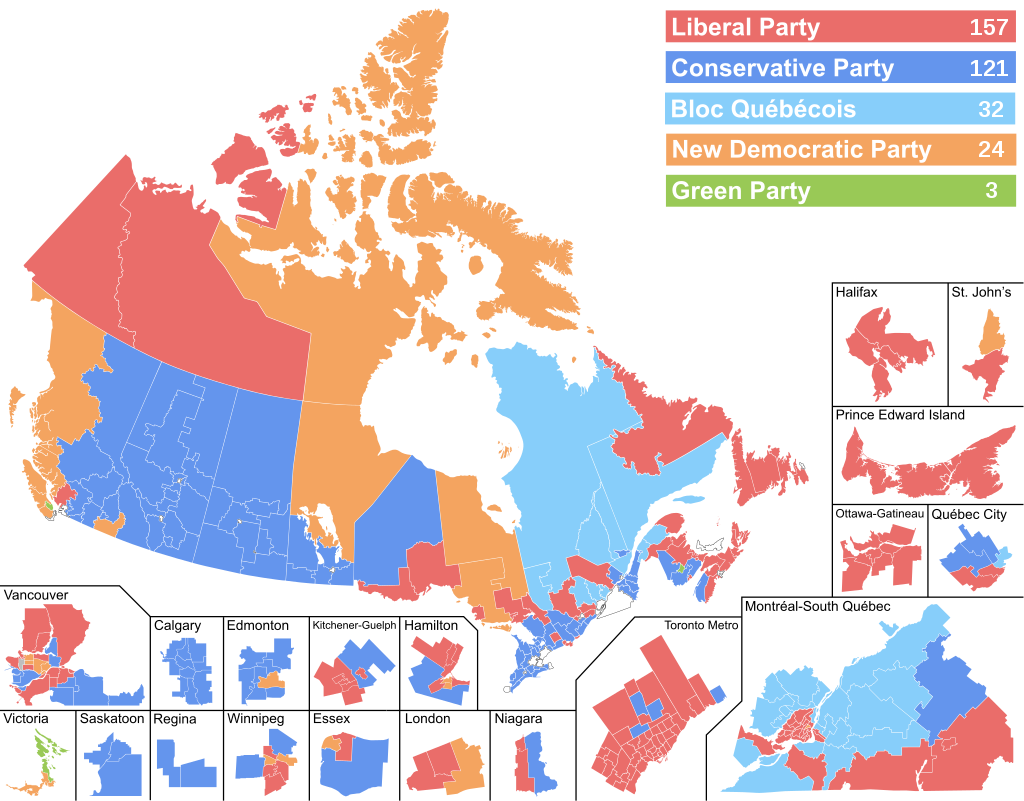 Liberal Party 157
Conservative Party 121
Bloc Québécois 32
New Democratic Party 24
Green Party 3
Halifax
St. John's
Prince Edward Island
Ottawa-Gatineau
Québec City
Vancouver
Calgary
Edmonton
Kitchener-Guelph
Hamilton
Toronto Metro
Montréal-South Québec
Victoria
Saskatoon
Regina
Winnipeg
Essex
London
Niagara